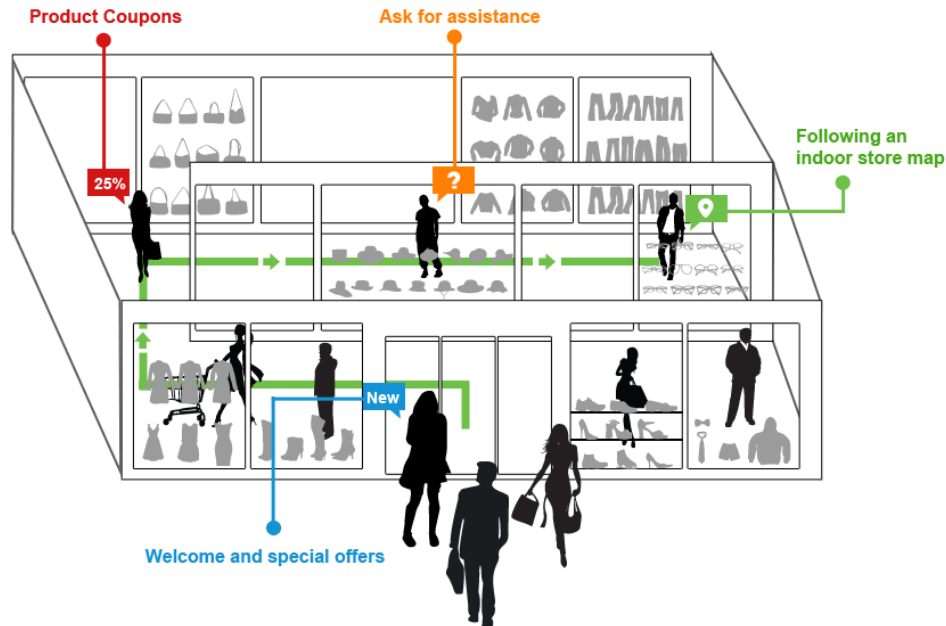 Product Coupons
Ask for assistance
Following an
indoor store map
25%
?
New
Welcome and special offers